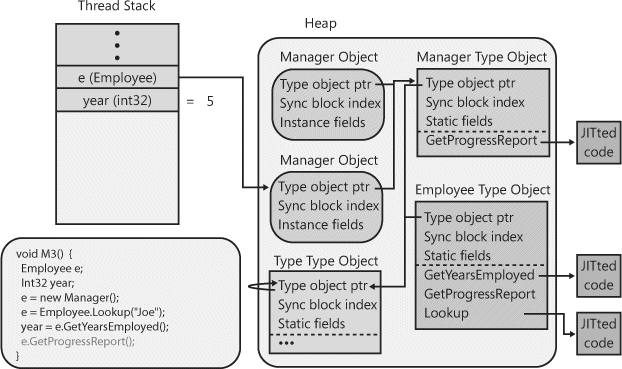 Thread Stack
e (Employee)
year (int32)
= 5
Heap
Manager Object
Type object ptr
Sync block index
Instance fields
Manager Object
Type object ptr
Sync block index
Instance fields
Type Type Object
Type object ptr
Sync block index
Static fields
•••
Manager Type Object
Type object ptr
Sync block index
Static fields
GetProgressReport
JITted
code
Employee Type Object
Type object ptr
Sync block index
Static fields
GetYearsEmployed
GetProgressReport
Lookup
JITted
code
JITted
code
void M3() {
Employee e;
Int32 year;
e = new Manager();
e = Employee.Lookup("Joe");
year = e.GetYearsEmployed();
e.GetProgressReport();
}